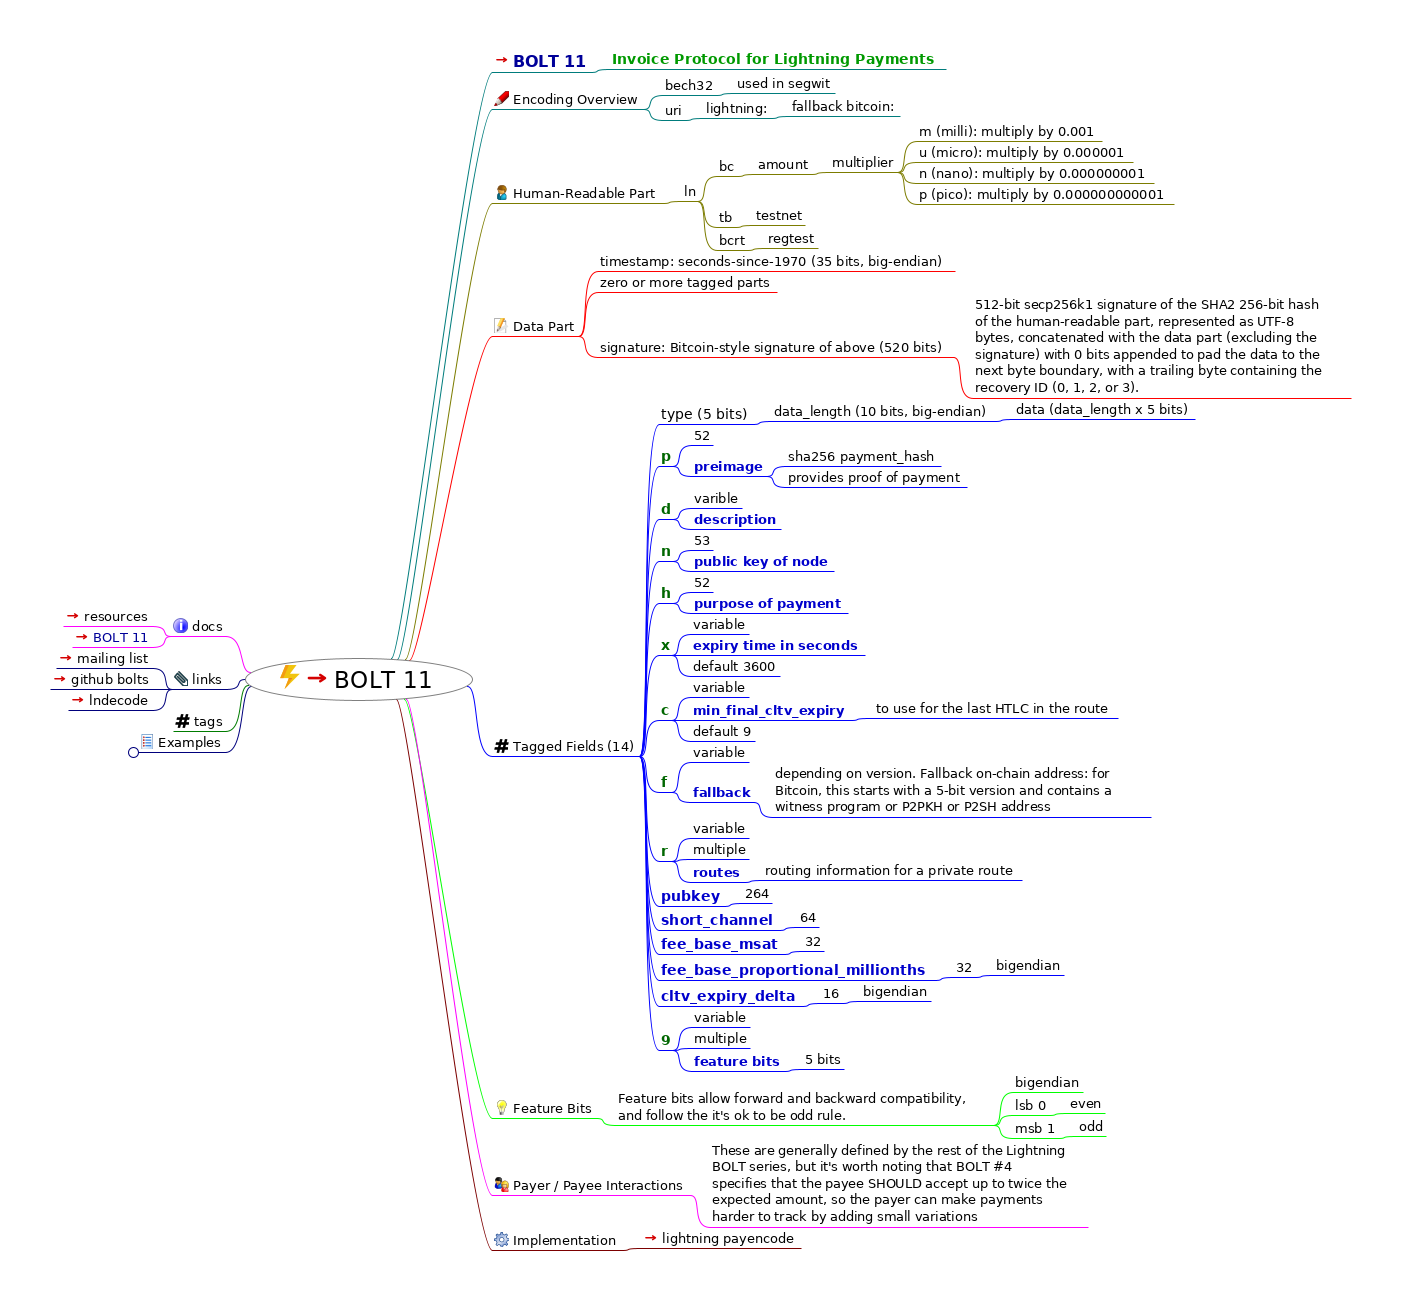 BOLT 11
Invoice Protocol for Lightning Payments
Encoding Overview
bech32
used in segwit
uri
lightning:
fallback bitcoin:
Human-Readable Part
ln
bc
amount
multiplier
m (milli): multiply by 0.001
u (micro): multiply by 0.000001
n (nano): multiply by 0.000000001
p (pico): multiply by 0.000000000001
tb
testnet
bcrt
regtest
Data Part
timestamp: seconds-since-1970 (35 bits, big-endian)
zero or more tagged parts
signature: Bitcoin-style signature of above (520 bits)
512-bit secp256k1 signature of the SHA2 256-bit hash
of the human-readable part, represented as UTF-8
bytes, concatenated with the data part (excluding the
signature) with 0 bits appended to pad the data to the
next byte boundary, with a trailing byte containing the
recovery ID (0, 1, 2, or 3).
Tagged Fields (14)
type (5 bits)
data_length (10 bits, big-endian)
data (data_length x 5 bits)
p
52
preimage
sha256 payment_hash
provides proof of payment
d
varible
description
n
53
public key of node
h
52
purpose of payment
x
variable
expiry time in seconds
default 3600
c
variable
min_final_cltv_expiry
to use for the last HTLC in the route
default 9
f
variable
fallback
depending on version. Fallback on-chain address: for
Bitcoin, this starts with a 5-bit version and contains a
witness program or P2PKH or P2SH address
r
variable
multiple
routes
routing information for a private route
pubkey
264
short_channel
64
fee_base_msat
32
fee_base_proportional_millionths
32
bigendian
cltv_expiry_delta
16
bigendian
9
variable
multiple
feature bits
5 bits
Feature Bits
Feature bits allow forward and backward compatibility,
and follow the it's ok to be odd rule.
bigendian
lsb 0
even
msb 1
odd
Payer / Payee Interactions
These are generally defined by the rest of the Lightning
BOLT series, but it's worth noting that BOLT #4
specifies that the payee SHOULD accept up to twice the
expected amount, so the payer can make payments
harder to track by adding small variations
Implementation
lightning payencode
BOLT 11
docs
resources
BOLT 11
links
mailing list
github bolts
lndecode
tags
Examples